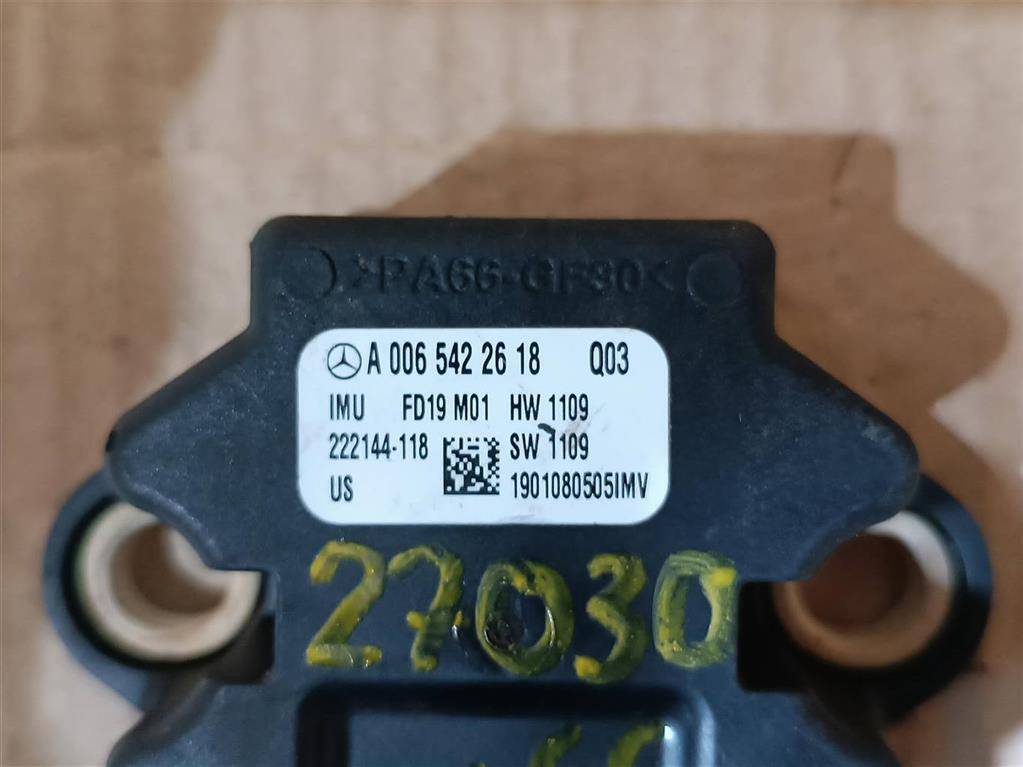 >PA66-GF30<
A 006 542 26 18 Q03
IMU FD19 M01 HW 1109
222144-118 SW 1109
US 1901080505IMV
27030